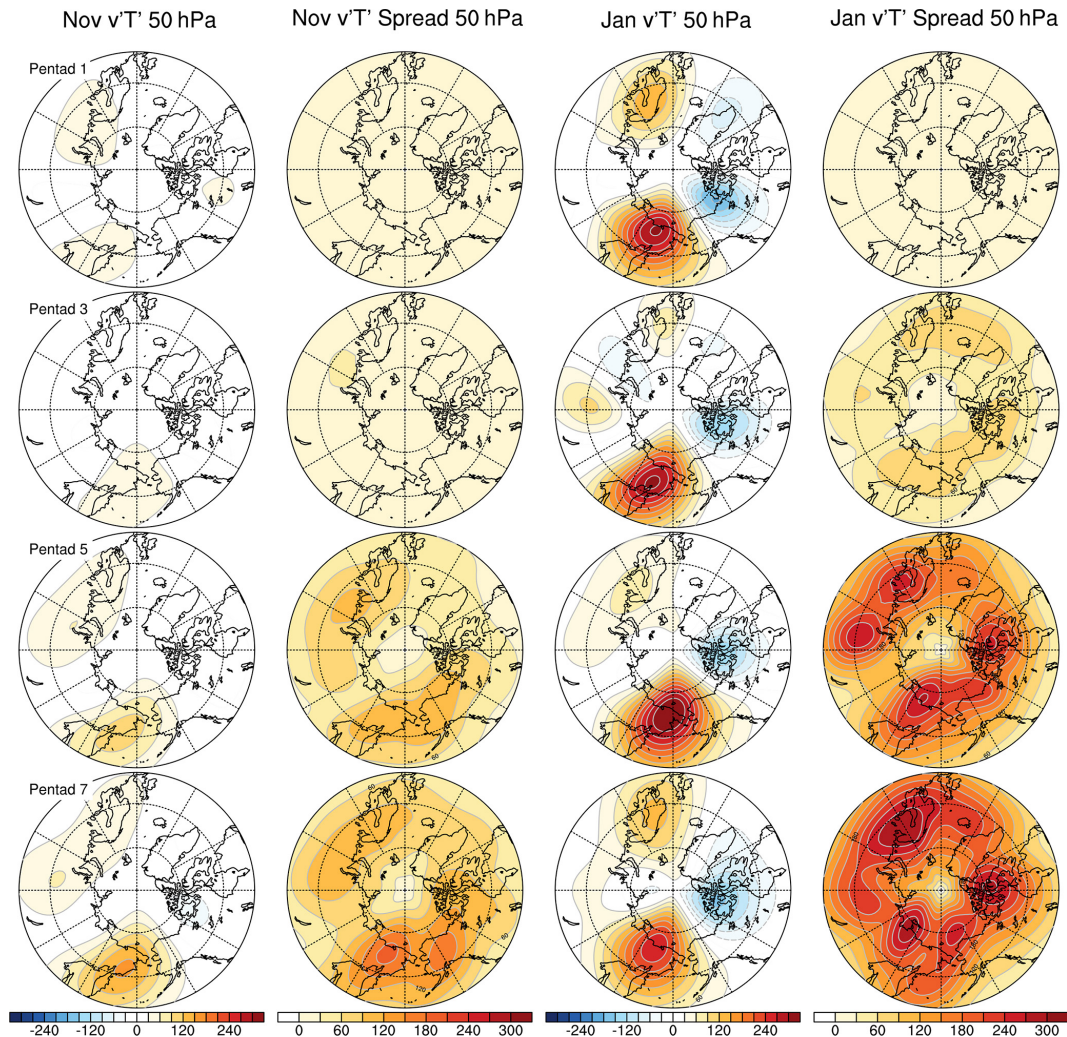 Nov v'T' 50 hPa Nov v'T' Spread 50 hPa Jan v'T' 50 hPa Jan v'T' Spread 50 hPa
Pentad 1
Pentad 3
Pentad 5
Pentad 7
-240 -120 0 120 240 0 60 120 180 240 300 -240 -120 0 120 240 0 60 120 180 240 300